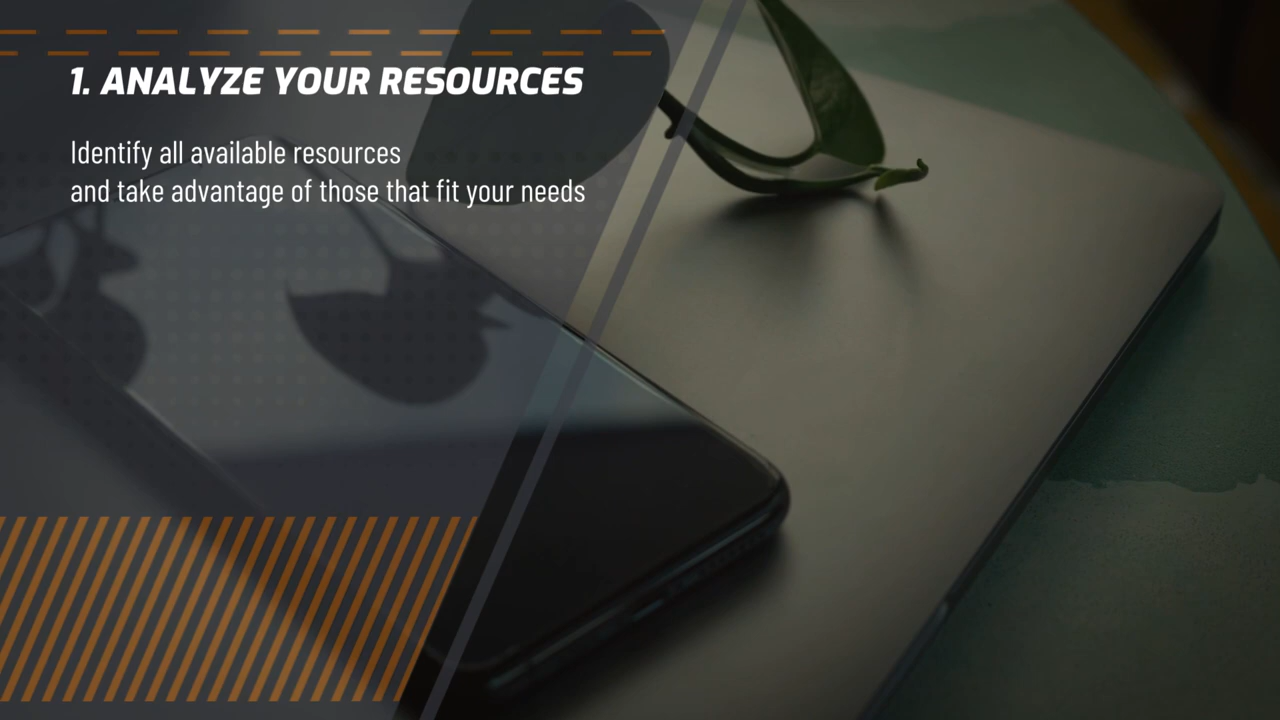 1. ANALYZE YOUR RESOURCES
Identify all available resources
and take advantage of those that fit your needs